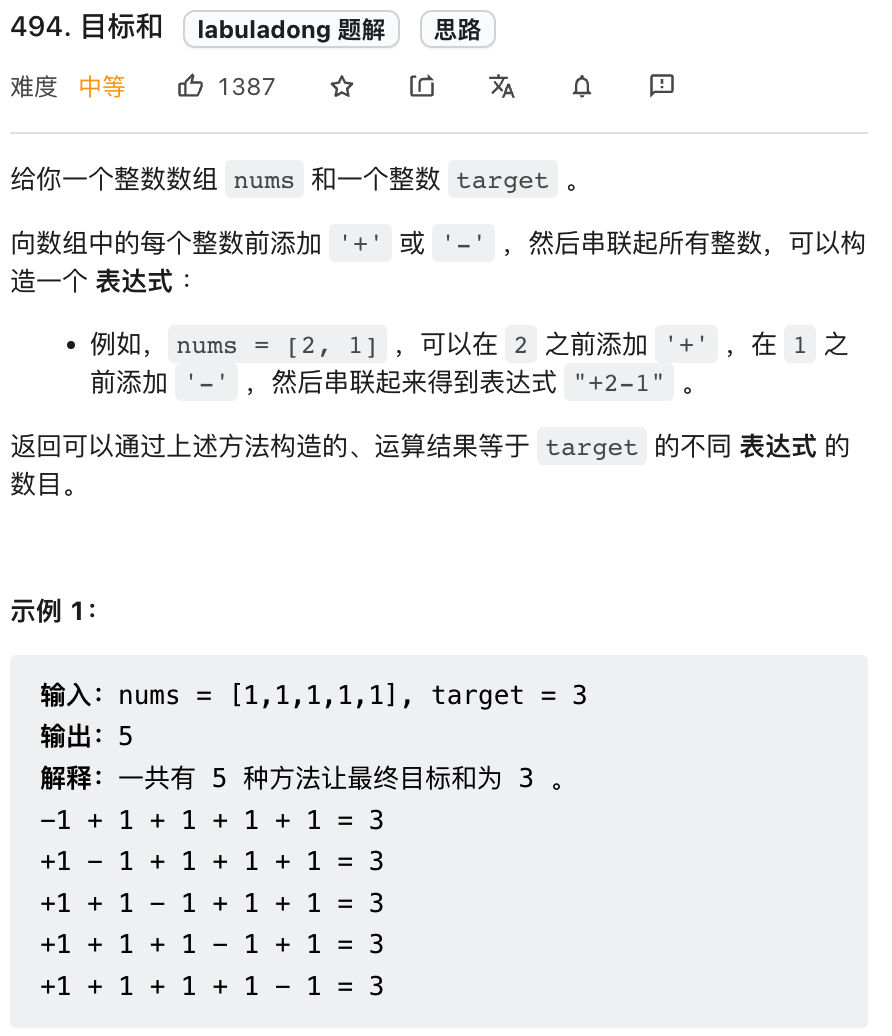 494. 目标和 labuladong 题解 思路
难度 中等 1387
给你一个整数数组 nums 和一个整数 target 。
向数组中的每个整数前添加 '+' 或 '-' ，然后串联起所有整数，可以构
造一个 表达式 ：
• 例如， nums = [2, 1] ，可以在 2 之前添加 '+' ，在 1 之
前添加 '-' ，然后串联起来得到表达式 "+2-1" 。
返回可以通过上述方法构造的、运算结果等于 target 的不同 表达式 的
数目。
示例 1：
输入：nums = [1,1,1,1,1], target = 3
输出：5
解释：一共有 5 种方法让最终目标和为 3 。
-1 + 1 + 1 + 1 + 1 = 3
+1 - 1 + 1 + 1 + 1 = 3
+1 + 1 - 1 + 1 + 1 = 3
+1 + 1 + 1 - 1 + 1 = 3
+1 + 1 + 1 + 1 - 1 = 3